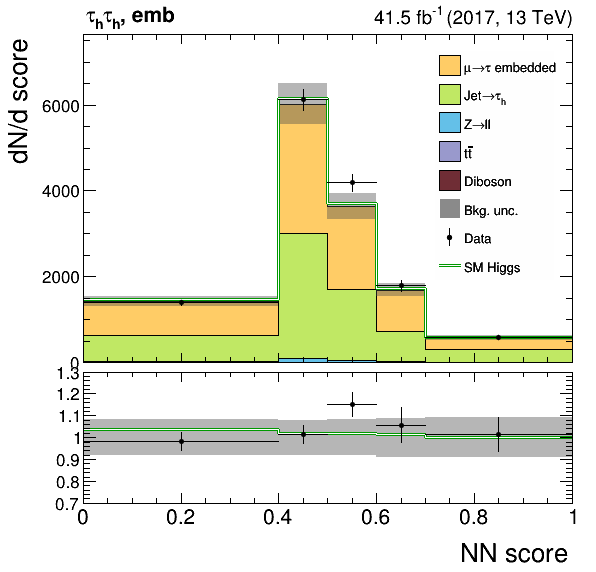 τhτh, emb
41.5 fb⁻¹ (2017, 13 TeV)
dN/d score
6000
4000
2000
0
μ→τ embedded
Jet→τh
Z→ll
tt̄
Diboson
Bkg. unc.
Data
SM Higgs
1.3
1.2
1.1
1
0.9
0.8
0.7
0 0.2 0.4 0.6 0.8 1
NN score